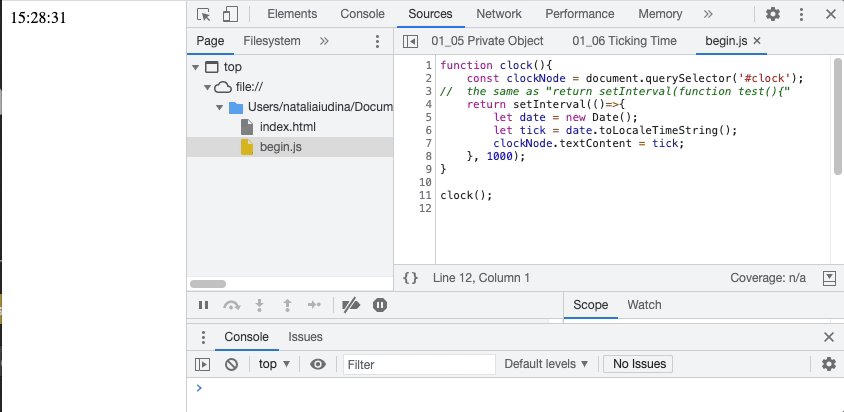 15:28:31
Elements Console Sources Network Performance Memory »
Page Filesystem »
01_05 Private Object 01_06 Ticking Time begin.js ×
top
file://
Users/nataliaiudina/Docum
index.html
begin.js
1 function clock(){
2     const clockNode = document.querySelector('#clock');
3 //  the same as "return setInterval(function test(){"
4     return setInterval(()=>{
5         let date = new Date();
6         let tick = date.toLocaleTimeString();
7         clockNode.textContent = tick;
8     }, 1000);
9 }
10
11 clock();
12
{} Line 12, Column 1 Coverage: n/a
Scope Watch
Console Issues
top ▼ Filter Default levels ▼ No Issues
>